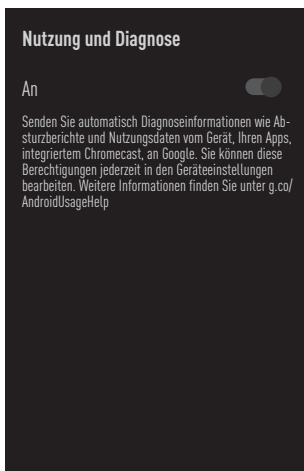 Nutzung und Diagnose
An
Senden Sie automatisch Diagnoseinformationen wie Ab-
sturzberichte und Nutzungsdaten vom Gerät, Ihren Apps,
integriertem Chromecast, an Google. Sie können diese
Berechtigungen jederzeit in den Geräteeinstellungen
bearbeiten. Weitere Informationen finden Sie unter g.co/
AndroidUsageHelp